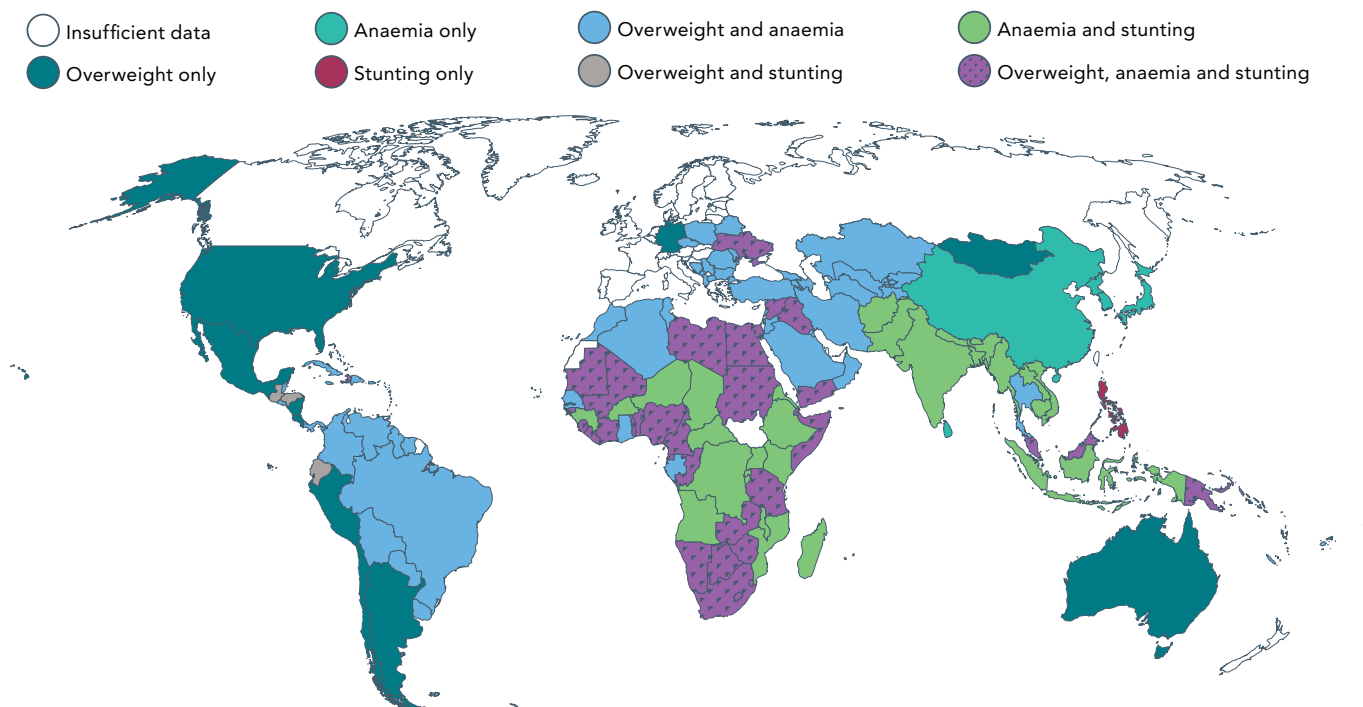 Insufficient data
Anaemia only
Overweight and anaemia
Anaemia and stunting
Overweight only
Stunting only
Overweight and stunting
Overweight, anaemia and stunting